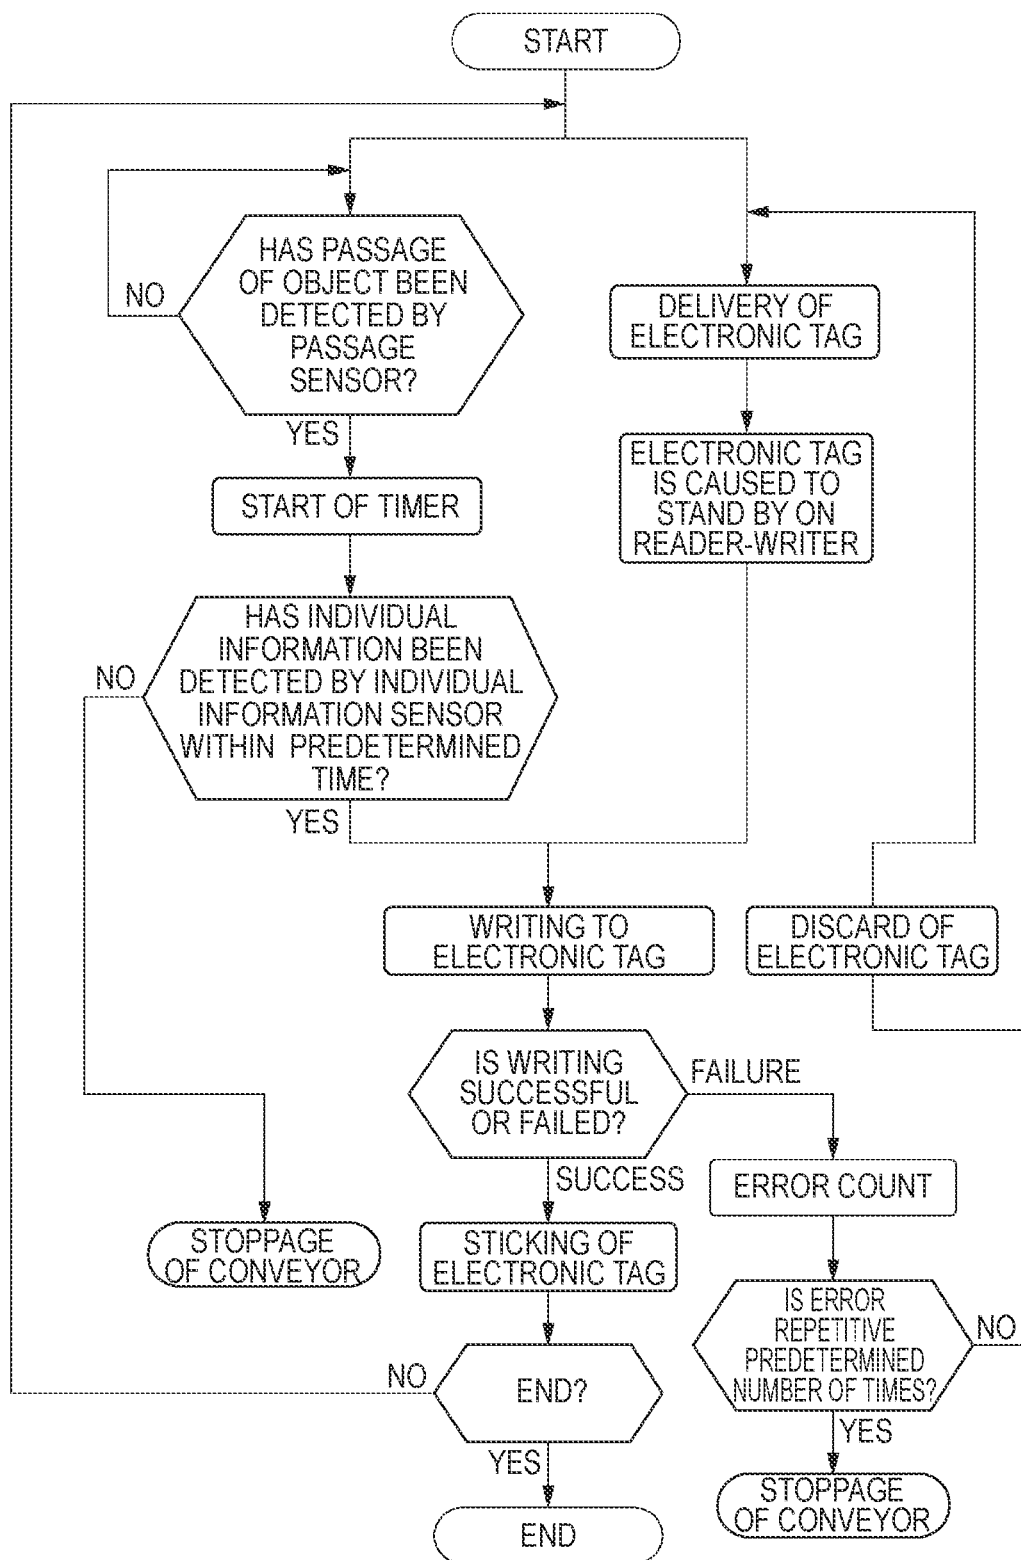 START
HAS PASSAGE
OF OBJECT BEEN
DETECTED BY
PASSAGE
SENSOR?
NO
YES
DELIVERY OF
ELECTRONIC TAG
ELECTRONIC TAG
IS CAUSED TO
STAND BY ON
READER-WRITER
START OF TIMER
HAS INDIVIDUAL
INFORMATION BEEN
DETECTED BY INDIVIDUAL
INFORMATION SENSOR
WITHIN PREDETERMINED
TIME?
NO
YES
WRITING TO
ELECTRONIC TAG
DISCARD OF
ELECTRONIC TAG
IS WRITING
SUCCESSFUL
OR FAILED?
FAILURE
SUCCESS
ERROR COUNT
STOPPAGE
OF CONVEYOR
STICKING OF
ELECTRONIC TAG
IS ERROR
REPETITIVE
PREDETERMINED
NUMBER OF TIMES?
NO
YES
END?
NO
YES
STOPPAGE
OF CONVEYOR
END